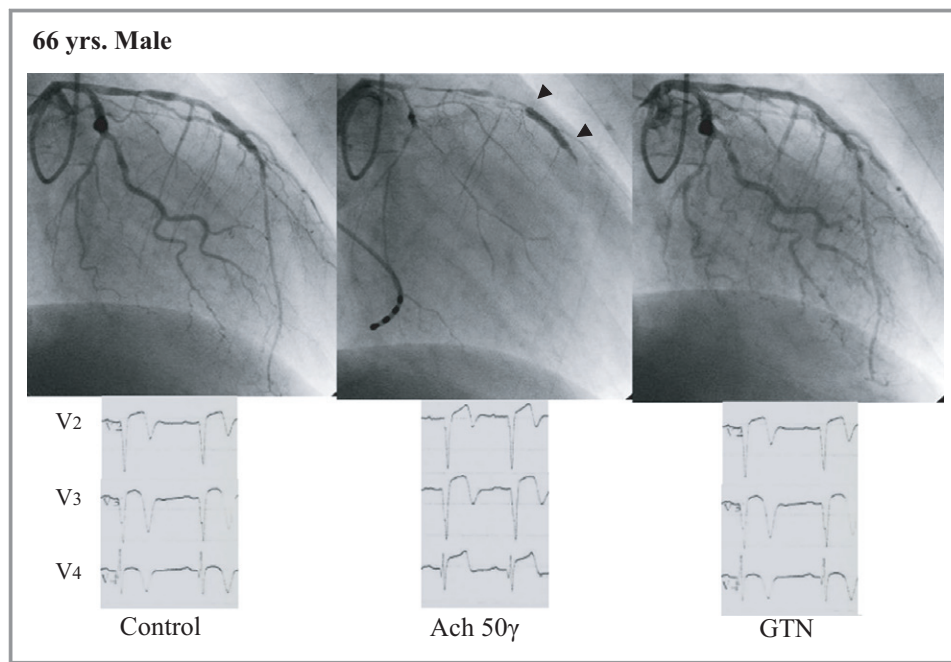 66 yrs. Male
V2
V3
V4
Control
Ach 50γ
GTN